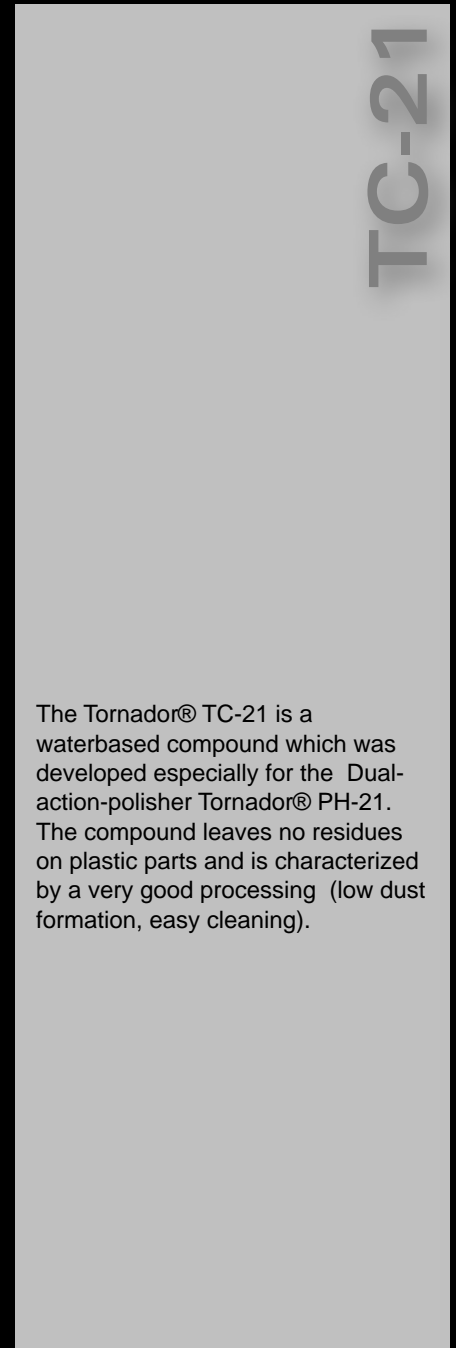 TC-21
The Tornador® TC-21 is a
waterbased compound which was
developed especially for the  Dual-
action-polisher Tornador® PH-21.
The compound leaves no residues
on plastic parts and is characterized
by a very good processing  (low dust
formation, easy cleaning).